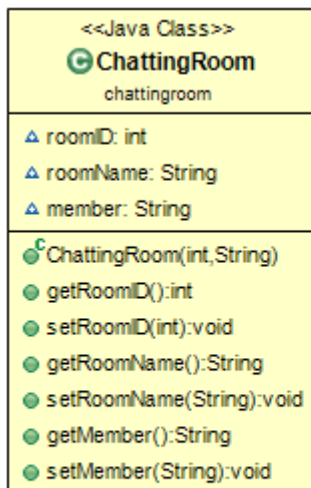 <<Java Class>>
ChattingRoom
chattingroom
roomID: int
roomName: String
member: String
ChattingRoom(int,String)
getRoomID():int
setRoomID(int):void
getRoomName():String
setRoomName(String):void
getMember():String
setMember(String):void